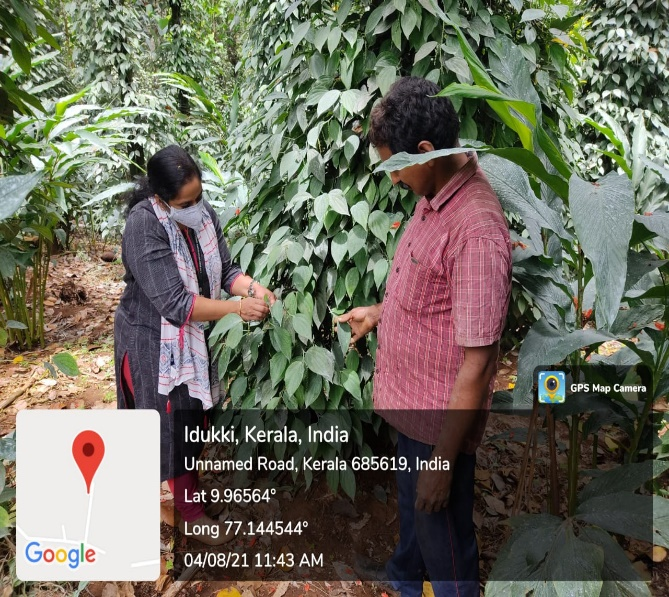 GPS Map Camera
Idukki, Kerala, India
Unnamed Road, Kerala 685619, India
Lat 9.96564°
Long 77.144544°
04/08/21 11:43 AM
Google